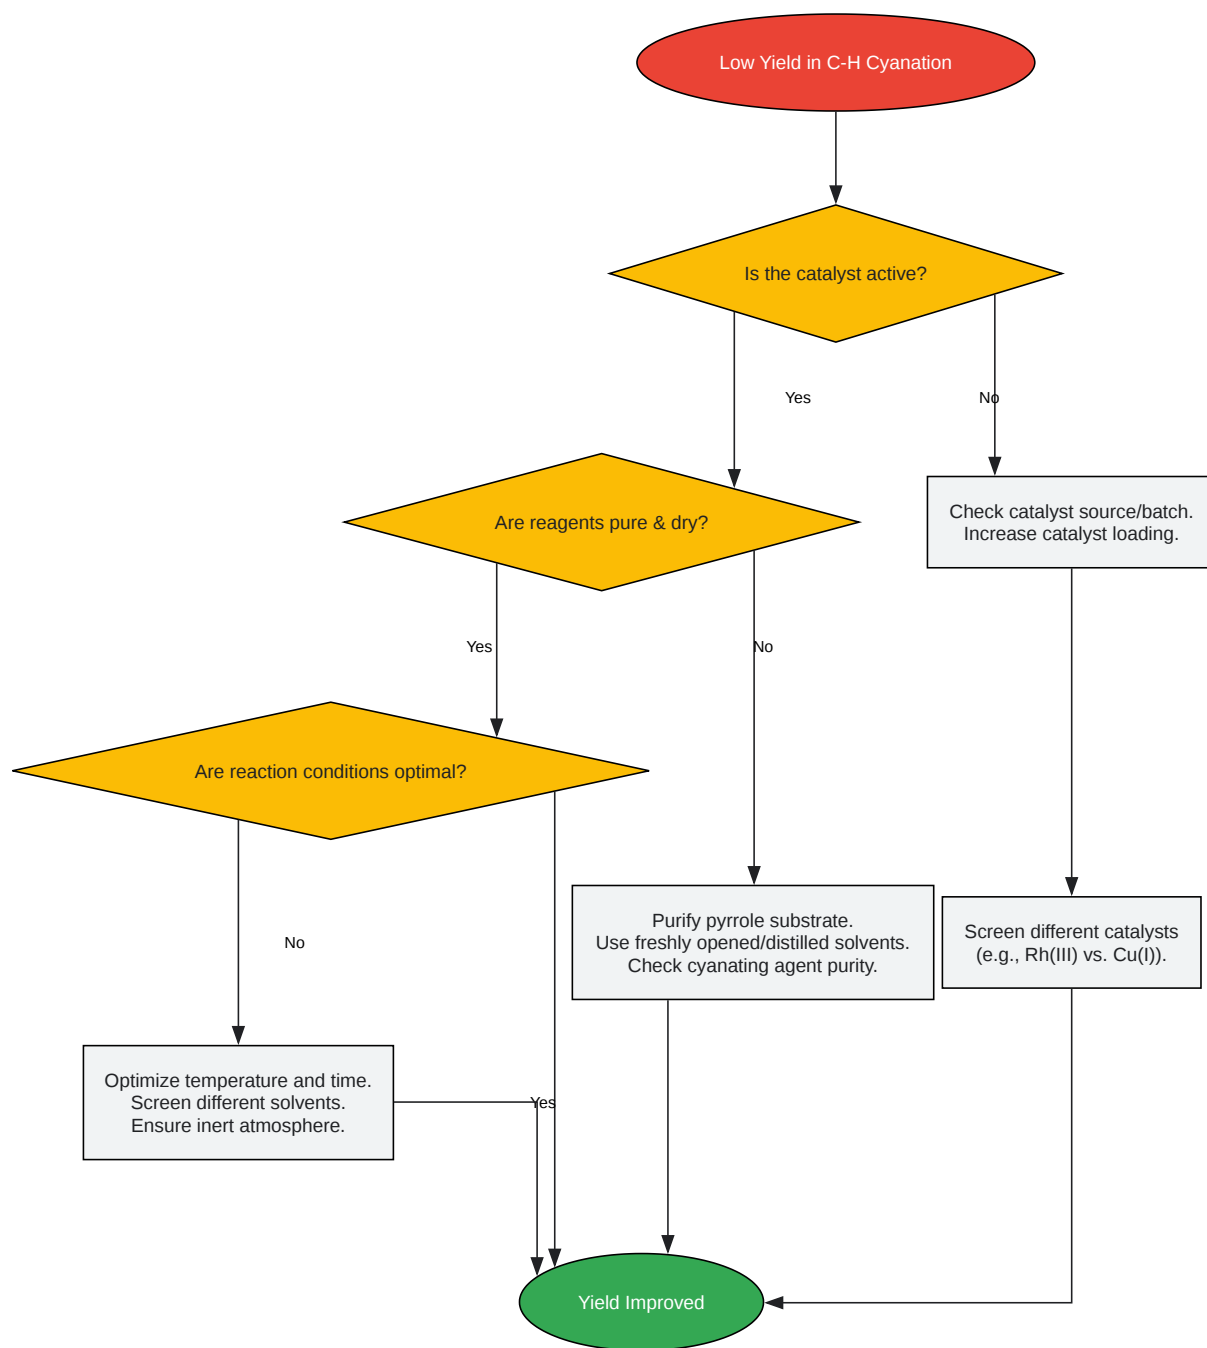 Low Yield in C-H Cyanation
Is the catalyst active?
Yes
No
Are reagents pure & dry?
Check catalyst source/batch.
Increase catalyst loading.
Yes
No
Are reaction conditions optimal?
No
Purify pyrrole substrate.
Use freshly opened/distilled solvents.
Check cyanating agent purity.
Screen different catalysts
(e.g., Rh(III) vs. Cu(I)).
Optimize temperature and time.
Screen different solvents.
Ensure inert atmosphere.
Yes
Yield Improved